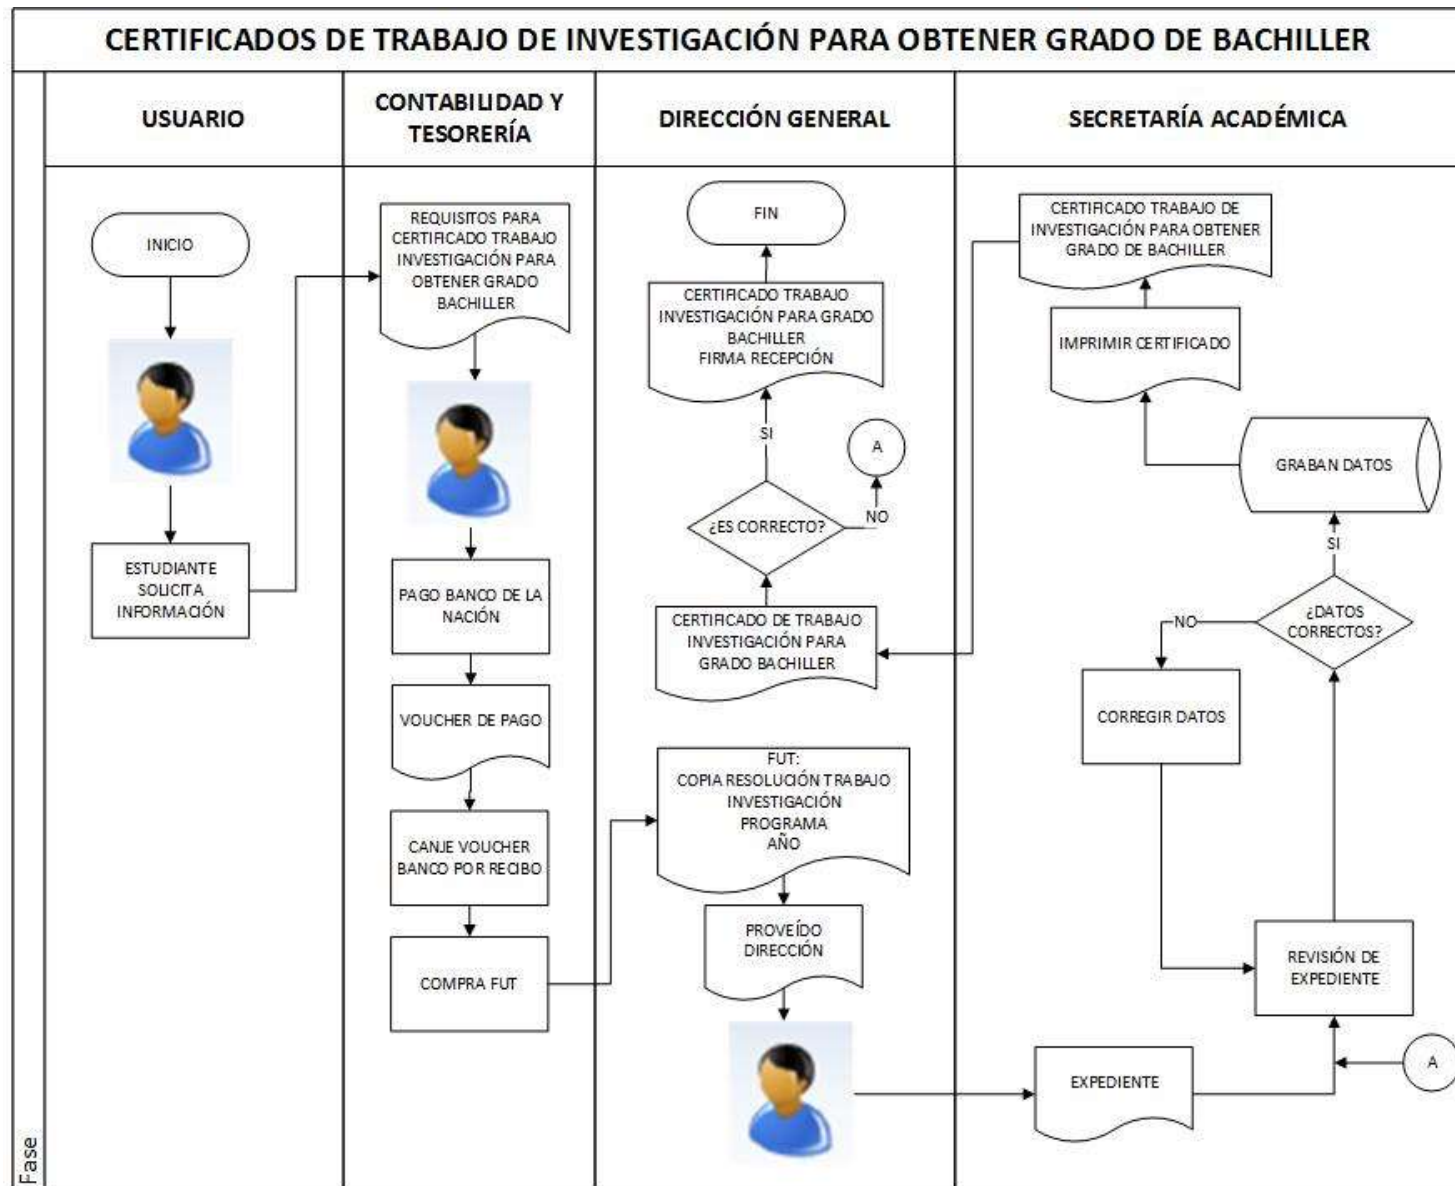 CERTIFICADOS DE TRABAJO DE INVESTIGACIÓN PARA OBTENER GRADO DE BACHILLER
Fase
USUARIO
INICIO
ESTUDIANTE
SOLICITA
INFORMACIÓN
CONTABILIDAD Y
TESORERÍA
REQUISITOS PARA
CERTIFICADO TRABAJO
INVESTIGACIÓN PARA
OBTENER GRADO
BACHILLER
PAGO BANCO DE LA
NACIÓN
VOUCHER DE PAGO
CANJE VOUCHER
BANCO POR RECIBO
COMPRA FUT
DIRECCIÓN GENERAL
FIN
CERTIFICADO TRABAJO
INVESTIGACIÓN PARA GRADO
BACHILLER
FIRMA RECEPCIÓN
SI
A
¿ES CORRECTO?
NO
CERTIFICADO DE TRABAJO
INVESTIGACIÓN PARA
GRADO BACHILLER
FUT:
COPIA RESOLUCIÓN TRABAJO
INVESTIGACIÓN
PROGRAMA
AÑO
PROVEÍDO
DIRECCIÓN
SECRETARÍA ACADÉMICA
CERTIFICADO TRABAJO DE
INVESTIGACIÓN PARA OBTENER
GRADO DE BACHILLER
IMPRIMIR CERTIFICADO
GRABAN DATOS
SI
¿DATOS
CORRECTOS?
NO
CORREGIR DATOS
REVISIÓN DE
EXPEDIENTE
EXPEDIENTE
A